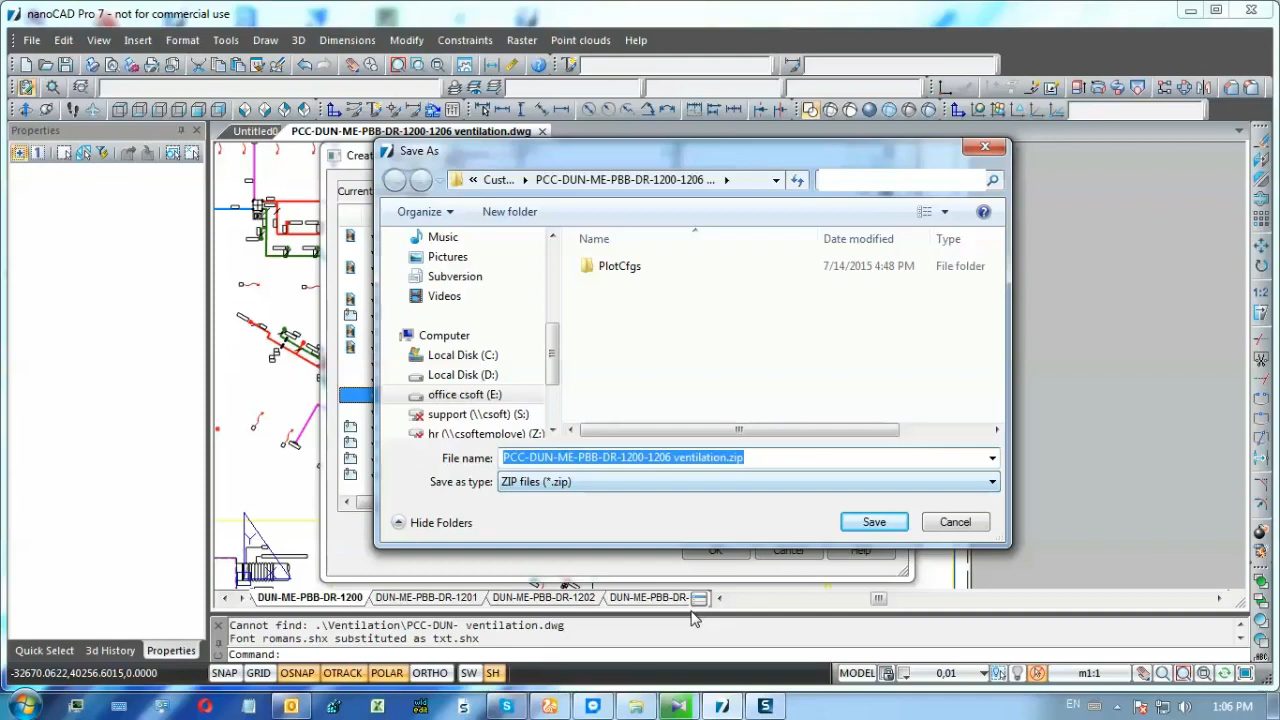 nanoCAD Pro 7 - not for commercial use
File Edit View Insert Format Tools Draw 3D Dimensions Modify Constraints Raster Point clouds Help
Properties
Untitled0 PCC-DUN-ME-PBB-DR-1200-1206 ventilation.dwg
Creat
Save As
Current
« Cust... PCC-DUN-ME-PBB-DR-1200-1206 ...
Organize New folder
Music
Pictures
Subversion
Videos
Computer
Local Disk (C:)
Local Disk (D:)
office csoft (E:)
support (\\csoft) (S:)
hr (\\csoftemplove) (Z:)
Name Date modified Type
PlotCfgs 7/14/2015 4:48 PM File folder
File name: PCC-DUN-ME-PBB-DR-1200-1206 ventilation.zip
Save as type: ZIP files (*.zip)
Hide Folders Save Cancel
OK Cancel Help
DUN-ME-PBB-DR-1200 DUN-ME-PBB-DR-1201 DUN-ME-PBB-DR-1202 DUN-ME-PBB-DR-
Cannot find: .\Ventilation\PCC-DUN- ventilation.dwg
Font romans.shx substituted as txt.shx
Command:
Quick Select 3d History Properties
-32670.0622,40256.6015,0.0000 SNAP GRID OSNAP OTRACK POLAR ORTHO SW SH MODEL 0,01 m1:1
EN 1:06 PM